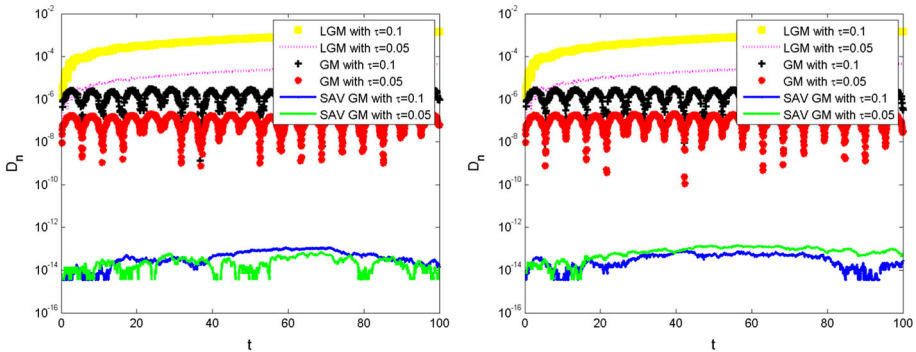 10^-2
10^-4
10^-6
10^-8
10^-10
10^-12
10^-14
10^-16
D_n
0 20 40 60 80 100
t
LGM with τ=0.1
LGM with τ=0.05
GM with τ=0.1
GM with τ=0.05
SAV GM with τ=0.1
SAV GM with τ=0.05
10^-2
10^-4
10^-6
10^-8
10^-10
10^-12
10^-14
10^-16
D_n
0 20 40 60 80 100
t
LGM with τ=0.1
LGM with τ=0.05
GM with τ=0.1
GM with τ=0.05
SAV GM with τ=0.1
SAV GM with τ=0.05